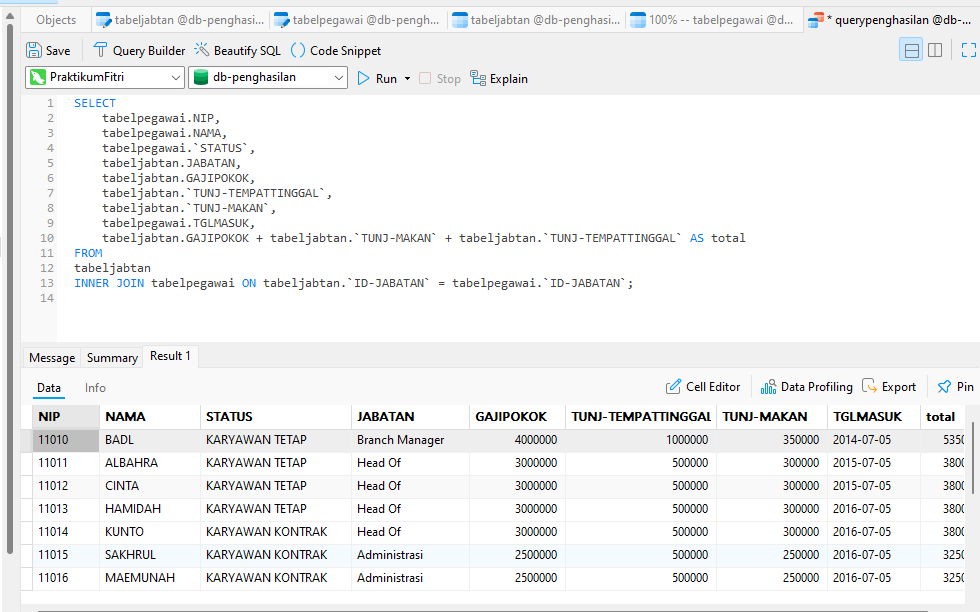 Objects tabeljabtan @db-penghasi... tabelpegawai @db-pengh... tabeljabtan @db-penghasi... 100% -- tabelpegawai @d... * querypenghasilan @db-...
Save Query Builder Beautify SQL () Code Snippet
PraktikumFitri db-penghasilan Run Stop Explain
1 SELECT
2 tabelpegawai.NIP,
3 tabelpegawai.NAMA,
4 tabelpegawai.`STATUS`,
5 tabeljabtan.JABATAN,
6 tabeljabtan.GAJIPOKOK,
7 tabeljabtan.`TUNJ-TEMPATTINGGAL`,
8 tabeljabtan.`TUNJ-MAKAN`,
9 tabelpegawai.TGLMASUK,
10 tabeljabtan.GAJIPOKOK + tabeljabtan.`TUNJ-MAKAN` + tabeljabtan.`TUNJ-TEMPATTINGGAL` AS total
11 FROM
12 tabeljabtan
13 INNER JOIN tabelpegawai ON tabeljabtan.`ID-JABATAN` = tabelpegawai.`ID-JABATAN`;
14
Message Summary Result 1
Data Info Cell Editor Data Profiling Export Pin
NIP NAMA STATUS JABATAN GAJIPOKOK TUNJ-TEMPATTINGGAL TUNJ-MAKAN TGLMASUK total
11010 BADL KARYAWAN TETAP Branch Manager 4000000 1000000 350000 2014-07-05 5350
11011 ALBAHRA KARYAWAN TETAP Head Of 3000000 500000 300000 2015-07-05 3800
11012 CINTA KARYAWAN TETAP Head Of 3000000 500000 300000 2015-07-05 3800
11013 HAMIDAH KARYAWAN TETAP Head Of 3000000 500000 300000 2016-07-05 3800
11014 KUNTO KARYAWAN KONTRAK Head Of 3000000 500000 300000 2016-07-05 3800
11015 SAKHRUL KARYAWAN KONTRAK Administrasi 2500000 500000 250000 2016-07-05 3250
11016 MAEMUNAH KARYAWAN KONTRAK Administrasi 2500000 500000 250000 2016-07-05 3250